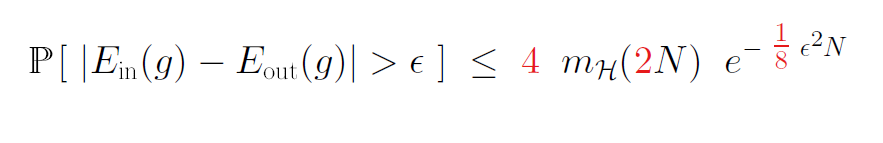 ℙ[ |E_in(g) − E_out(g)| > ϵ ] ≤ 4 m_ℋ(2N) e^{− 1/8 ϵ²N}